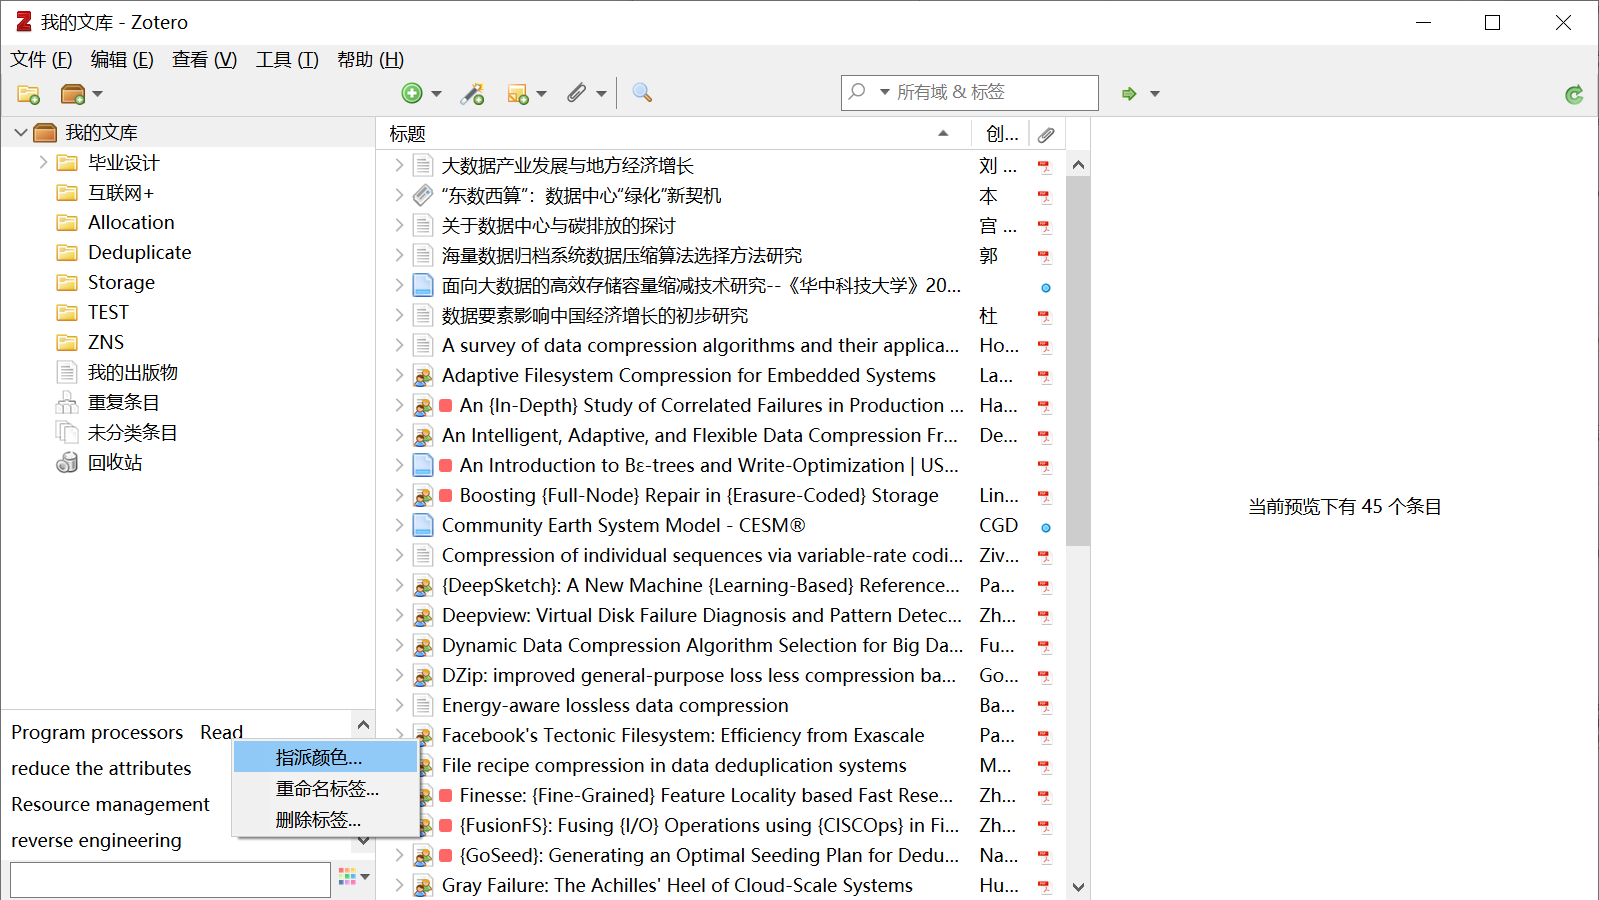 我的文库 - Zotero
文件 (F) 编辑 (E) 查看 (V) 工具 (T) 帮助 (H)
所有域 & 标签
我的文库
毕业设计
互联网+
Allocation
Deduplicate
Storage
TEST
ZNS
我的出版物
重复条目
未分类条目
回收站
Program processors Read
reduce the attributes
Resource management
reverse engineering
指派颜色...
重命名标签...
删除标签...
标题 创...
大数据产业发展与地方经济增长 刘 ...
“东数西算”：数据中心“绿化”新契机 本
关于数据中心与碳排放的探讨 宫 ...
海量数据归档系统数据压缩算法选择方法研究 郭
面向大数据的高效存储容量缩减技术研究--《华中科技大学》20...
数据要素影响中国经济增长的初步研究 杜
A survey of data compression algorithms and their applica... Ho...
Adaptive Filesystem Compression for Embedded Systems La...
An {In-Depth} Study of Correlated Failures in Production ... Ha...
An Intelligent, Adaptive, and Flexible Data Compression Fr... De...
An Introduction to Bε-trees and Write-Optimization | US...
Boosting {Full-Node} Repair in {Erasure-Coded} Storage Lin...
Community Earth System Model - CESM® CGD
Compression of individual sequences via variable-rate codi... Ziv...
{DeepSketch}: A New Machine {Learning-Based} Reference... Pa...
Deepview: Virtual Disk Failure Diagnosis and Pattern Detec... Zh...
Dynamic Data Compression Algorithm Selection for Big Da... Fu...
DZip: improved general-purpose loss less compression ba... Go...
Energy-aware lossless data compression Ba...
Facebook's Tectonic Filesystem: Efficiency from Exascale Pa...
File recipe compression in data deduplication systems M...
Finesse: {Fine-Grained} Feature Locality based Fast Rese... Zh...
{FusionFS}: Fusing {I/O} Operations using {CISCOps} in Fi... Zh...
{GoSeed}: Generating an Optimal Seeding Plan for Dedu... Na...
Gray Failure: The Achilles' Heel of Cloud-Scale Systems Hu...
当前预览下有 45 个条目